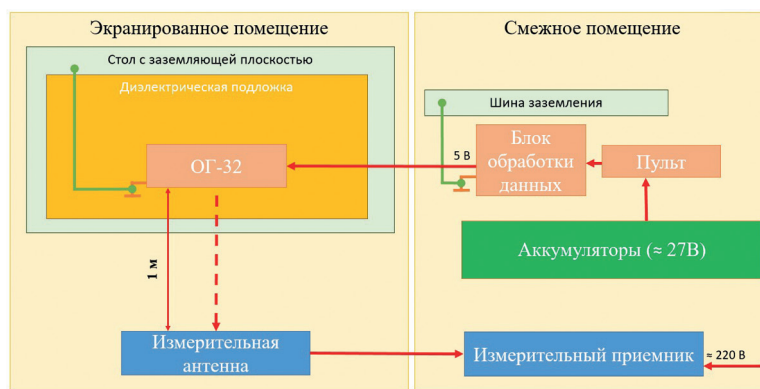 Экранированное помещение
Стол с заземляющей плоскостью
Диэлектрическая подложка
ОГ-32
1 м
Измерительная
антенна
Смежное помещение
Шина заземления
5 В
Блок
обработки
данных
Пульт
Аккумуляторы (≈ 27В)
Измерительный приемник
≈ 220 В